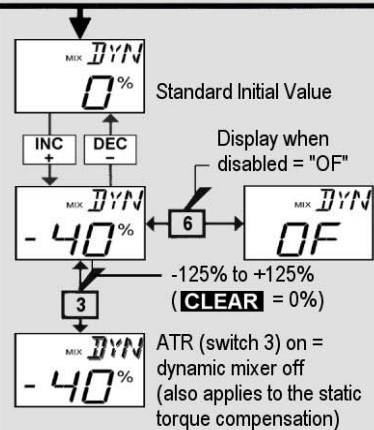 MIX DYN
0%
Standard Initial Value
INC
+
DEC
−
Display when
disabled = "OF"
MIX DYN
- 40%
6
MIX DYN
OF
-125% to +125%
( CLEAR = 0%)
3
MIX DYN
- 40%
ATR (switch 3) on =
dynamic mixer off
(also applies to the static
torque compensation)